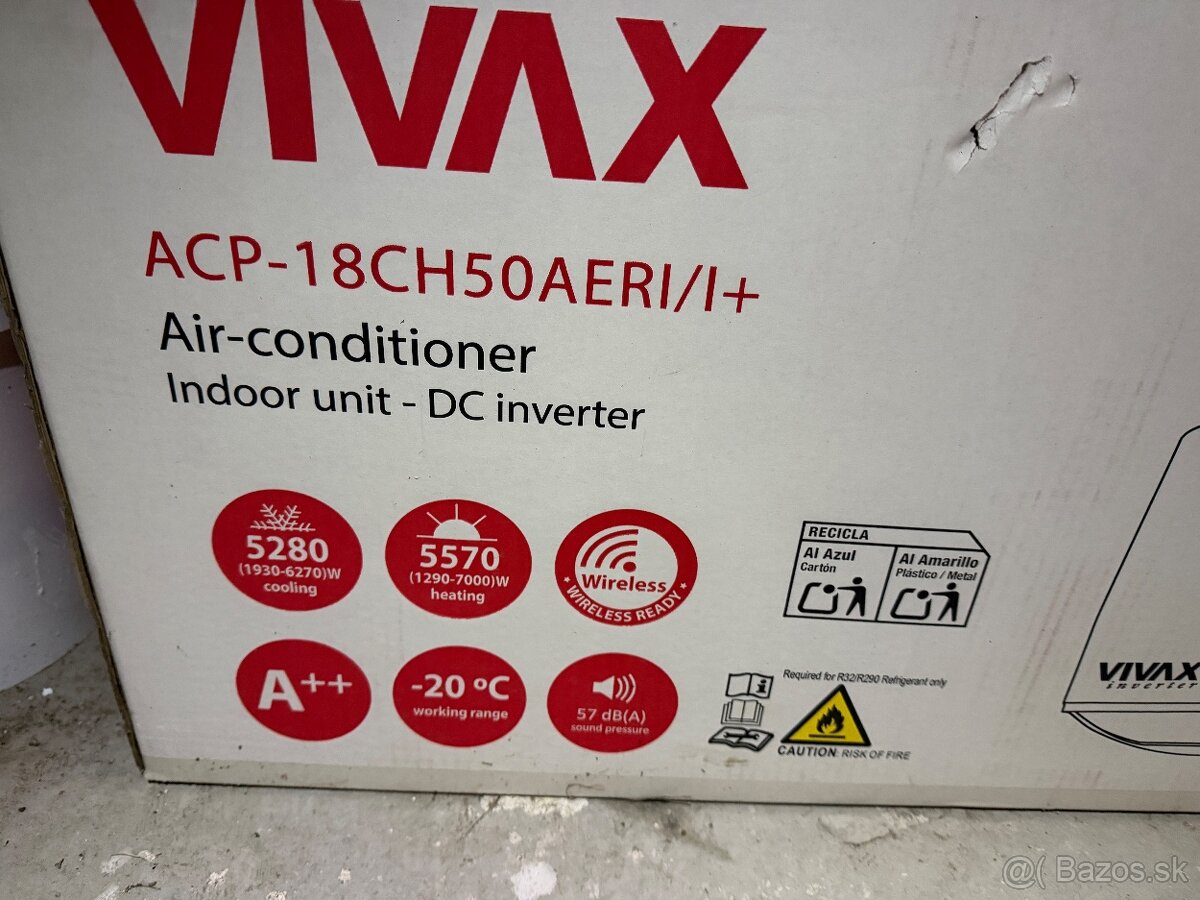 VIVAX
ACP-18CH50AERI/I+
Air-conditioner
Indoor unit - DC inverter
5280
(1930-6270)W
cooling
5570
(1290-7000)W
heating
Wireless
WIRELESS READY
A++
-20 ºC
working range
57 dB(A)
sound pressure
RECICLA
Al Azul
Cartón
Al Amarillo
Plástico / Metal
Required for R32/R290 Refrigerant only
CAUTION: RISK OF FIRE
VIVAX
inverter
@( Bazos.sk